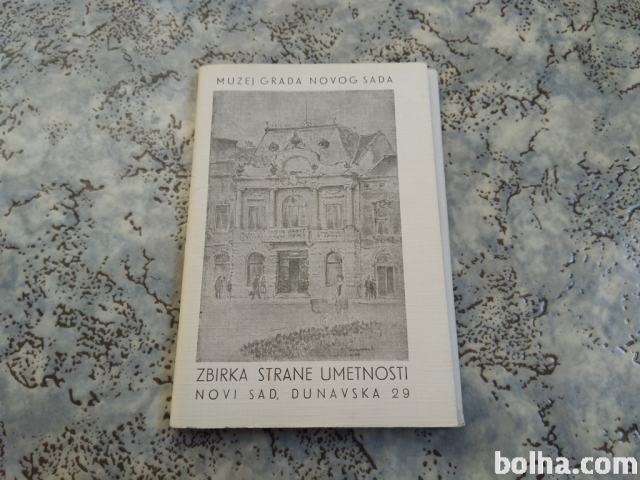 MUZEJ GRADA NOVOG SADA
ZBIRKA STRANE UMETNOSTI
NOVI SAD, DUNAVSKA 29
bolha.com